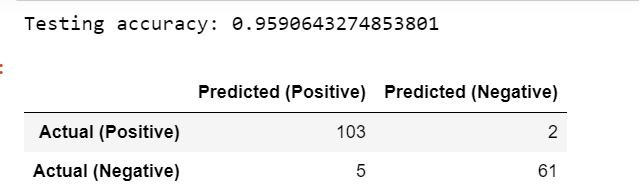 Testing accuracy: 0.9590643274853801
Predicted (Positive) Predicted (Negative)
Actual (Positive) 103 2
Actual (Negative) 5 61